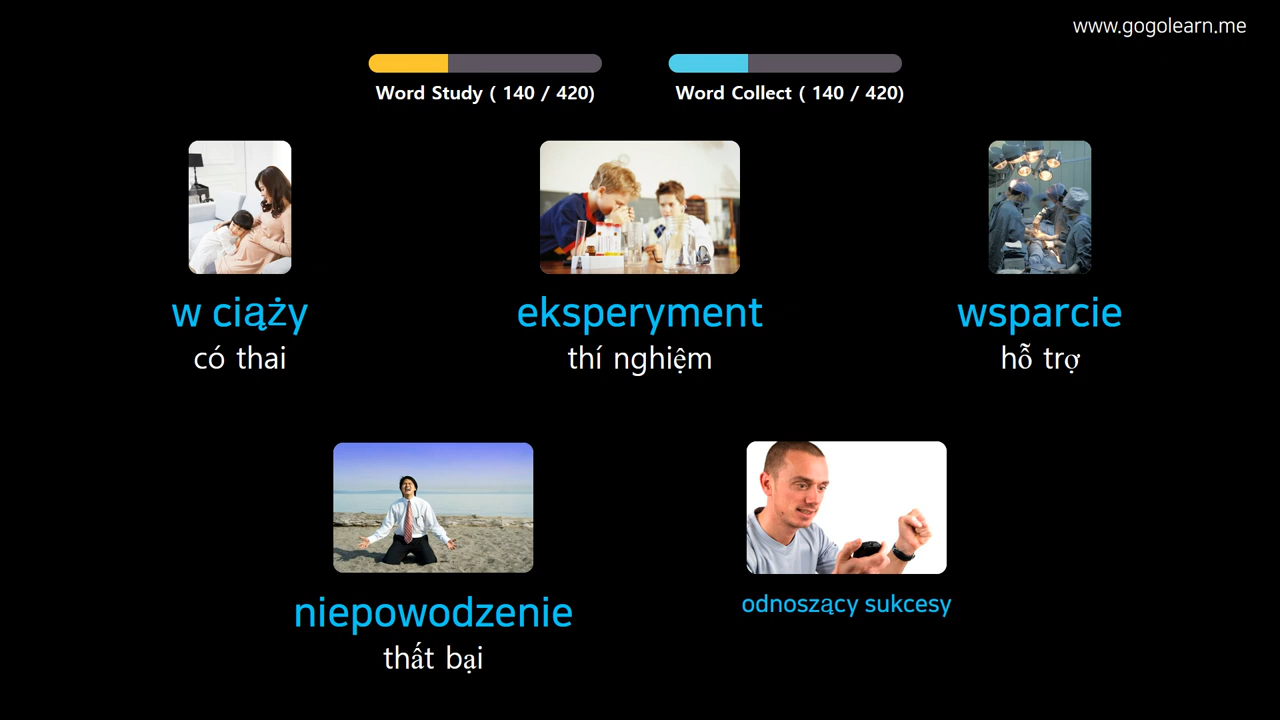 www.gogolearn.me
Word Study ( 140 / 420)
Word Collect ( 140 / 420)
w ciąży
có thai
eksperyment
thí nghiệm
wsparcie
hỗ trợ
niepowodzenie
thất bại
odnoszący sukcesy